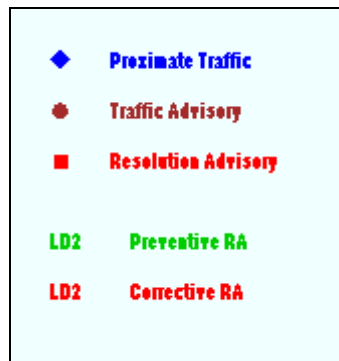 Proximate Traffic
Traffic Advisory
Resolution Advisory
LD2 Preventive RA
LD2 Corrective RA